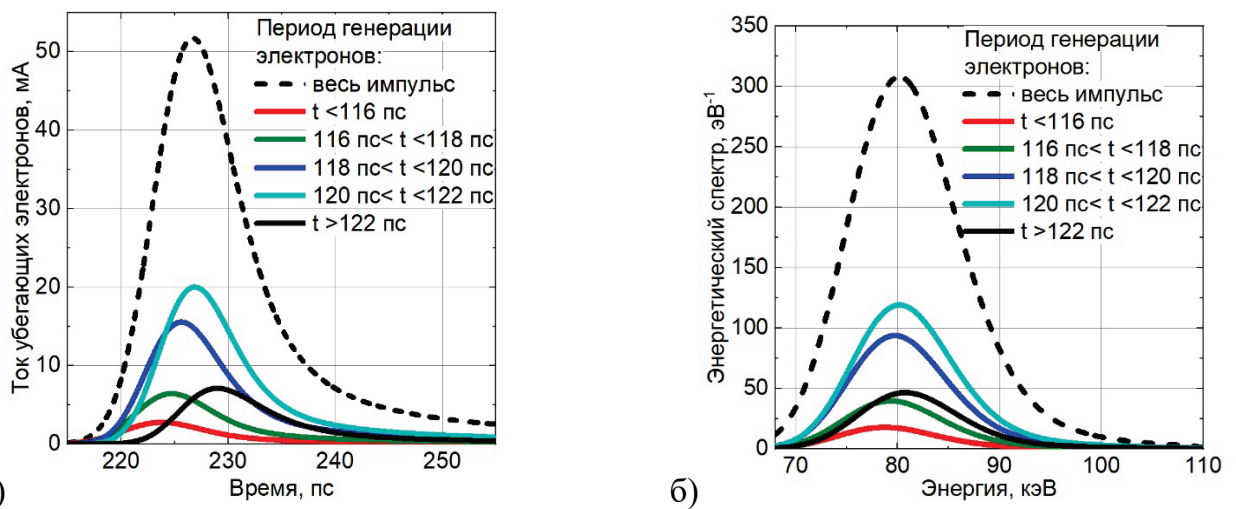 Ток убегающих электронов, мА
50
40
30
20
10
0
220
230
240
250
Время, пс
Период генерации
электронов:
весь импульс
t <116 пс
116 пс< t <118 пс
118 пс< t <120 пс
120 пс< t <122 пс
t >122 пс
)
Энергетический спектр, эВ⁻¹
350
300
250
200
150
100
50
0
70
80
90
100
110
Энергия, кэВ
Период генерации
электронов:
весь импульс
t <116 пс
116 пс< t <118 пс
118 пс< t <120 пс
120 пс< t <122 пс
t >122 пс
б)